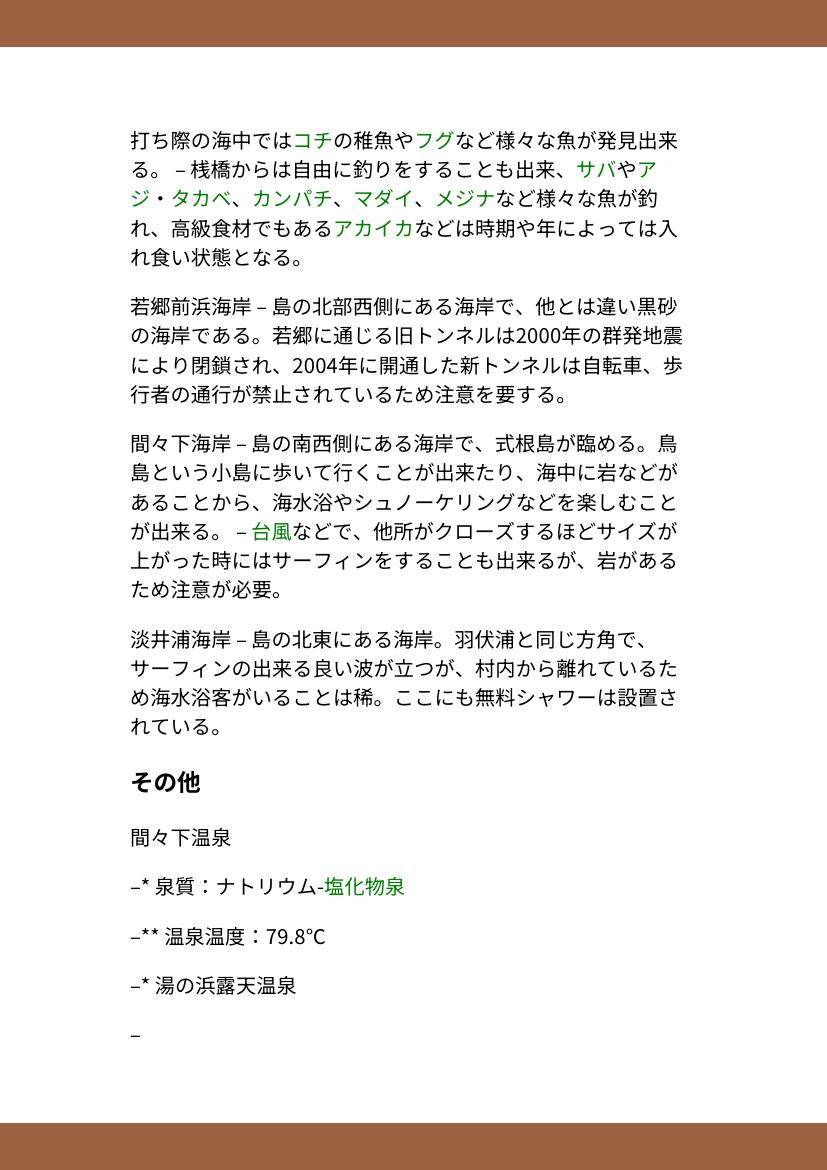 打ち際の海中ではコチの稚魚やフグなど様々な魚が発見出来
る。 – 桟橋からは自由に釣りをすることも出来、サバやア
ジ・タカベ、カンパチ、マダイ、メジナなど様々な魚が釣
れ、高級食材でもあるアカイカなどは時期や年によっては入
れ食い状態となる。
若郷前浜海岸 – 島の北部西側にある海岸で、他とは違い黒砂
の海岸である。若郷に通じる旧トンネルは2000年の群発地震
により閉鎖され、2004年に開通した新トンネルは自転車、歩
行者の通行が禁止されているため注意を要する。
間々下海岸 – 島の南西側にある海岸で、式根島が臨める。鳥
島という小島に歩いて行くことが出来たり、海中に岩などが
あることから、海水浴やシュノーケリングなどを楽しむこと
が出来る。 – 台風などで、他所がクローズするほどサイズが
上がった時にはサーフィンをすることも出来るが、岩がある
ため注意が必要。
淡井浦海岸 – 島の北東にある海岸。羽伏浦と同じ方角で、
サーフィンの出来る良い波が立つが、村内から離れているた
め海水浴客がいることは稀。ここにも無料シャワーは設置さ
れている。
その他
間々下温泉
–* 泉質：ナトリウム-塩化物泉
–** 温泉温度：79.8℃
–* 湯の浜露天温泉
–